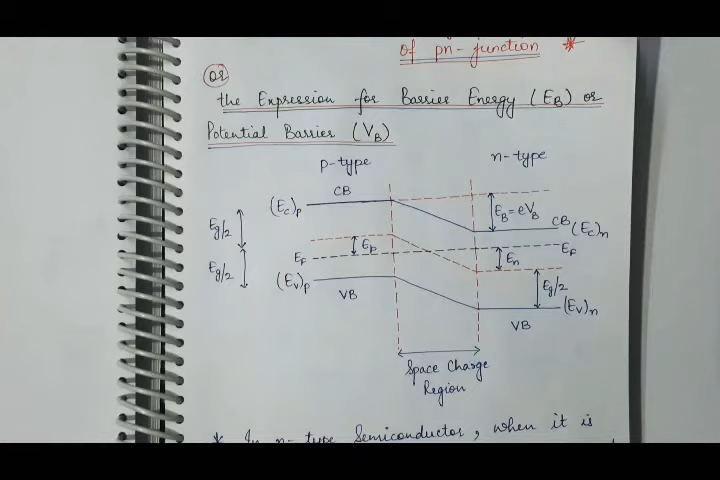 of pn-junction *
or
the Expression for Barrier Energy (EB) or
Potential Barrier (VB)
p-type
n-type
CB
(Ec)p
EB = eVB
CB (Ec)n
Eg/2
Ep
EF
EF
En
Eg/2
(Ev)p
VB
Eg/2
(Ev)n
VB
Space Charge
Region
* In n-type Semiconductor, when it is